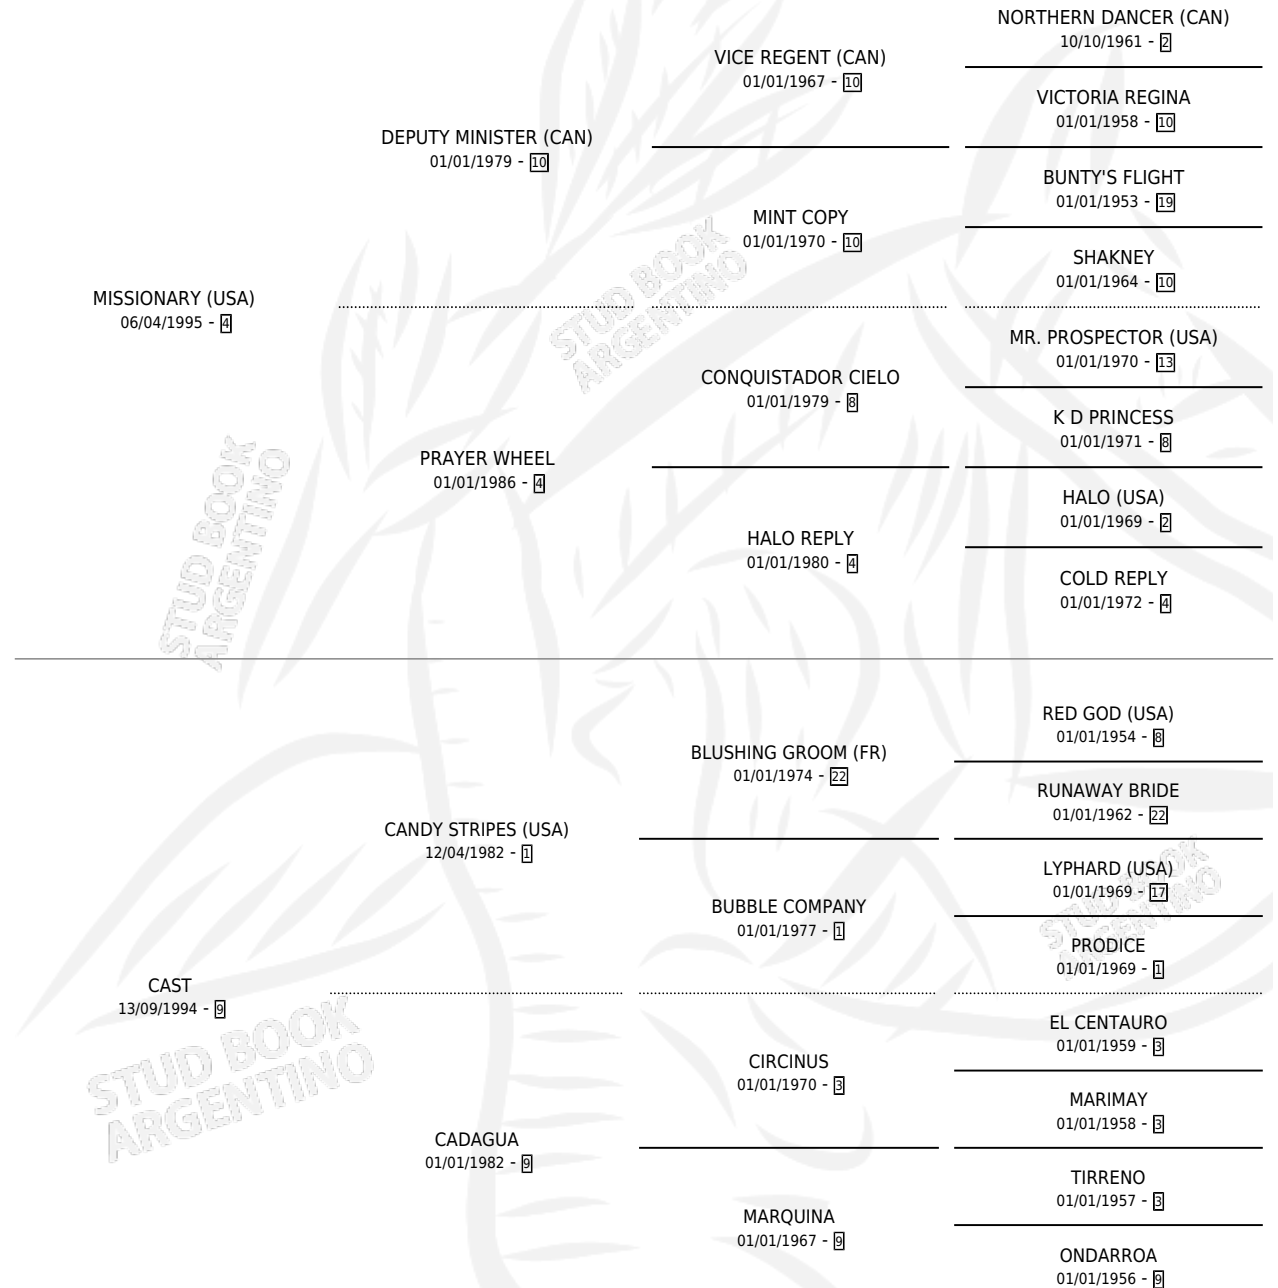 NORTHERN DANCER (CAN)
10/10/1961 - 2
VICE REGENT (CAN)
01/01/1967 - 10
VICTORIA REGINA
01/01/1958 - 10
DEPUTY MINISTER (CAN)
01/01/1979 - 10
BUNTY'S FLIGHT
01/01/1953 - 19
MINT COPY
01/01/1970 - 10
SHAKNEY
01/01/1964 - 10
MISSIONARY (USA)
06/04/1995 - 4
STUD BOOK
ARGENTINO
MR. PROSPECTOR (USA)
01/01/1970 - 13
CONQUISTADOR CIELO
01/01/1979 - 8
K D PRINCESS
01/01/1971 - 8
PRAYER WHEEL
01/01/1986 - 4
HALO (USA)
01/01/1969 - 2
HALO REPLY
01/01/1980 - 4
COLD REPLY
01/01/1972 - 4
STUD BOOK
ARGENTINO
RED GOD (USA)
01/01/1954 - 8
BLUSHING GROOM (FR)
01/01/1974 - 22
RUNAWAY BRIDE
01/01/1962 - 22
CANDY STRIPES (USA)
12/04/1982 - 1
LYPHARD (USA)
01/01/1969 - 17
BUBBLE COMPANY
01/01/1977 - 1
PRODICE
01/01/1969 - 1
STUD BOOK
ARGENTINO
CAST
13/09/1994 - 9
EL CENTAURO
01/01/1959 - 3
CIRCINUS
01/01/1970 - 3
MARIMAY
01/01/1958 - 3
STUD BOOK
ARGENTINO
CADAGUA
01/01/1982 - 9
TIRRENO
01/01/1957 - 3
MARQUINA
01/01/1967 - 9
ONDARROA
01/01/1956 - 9